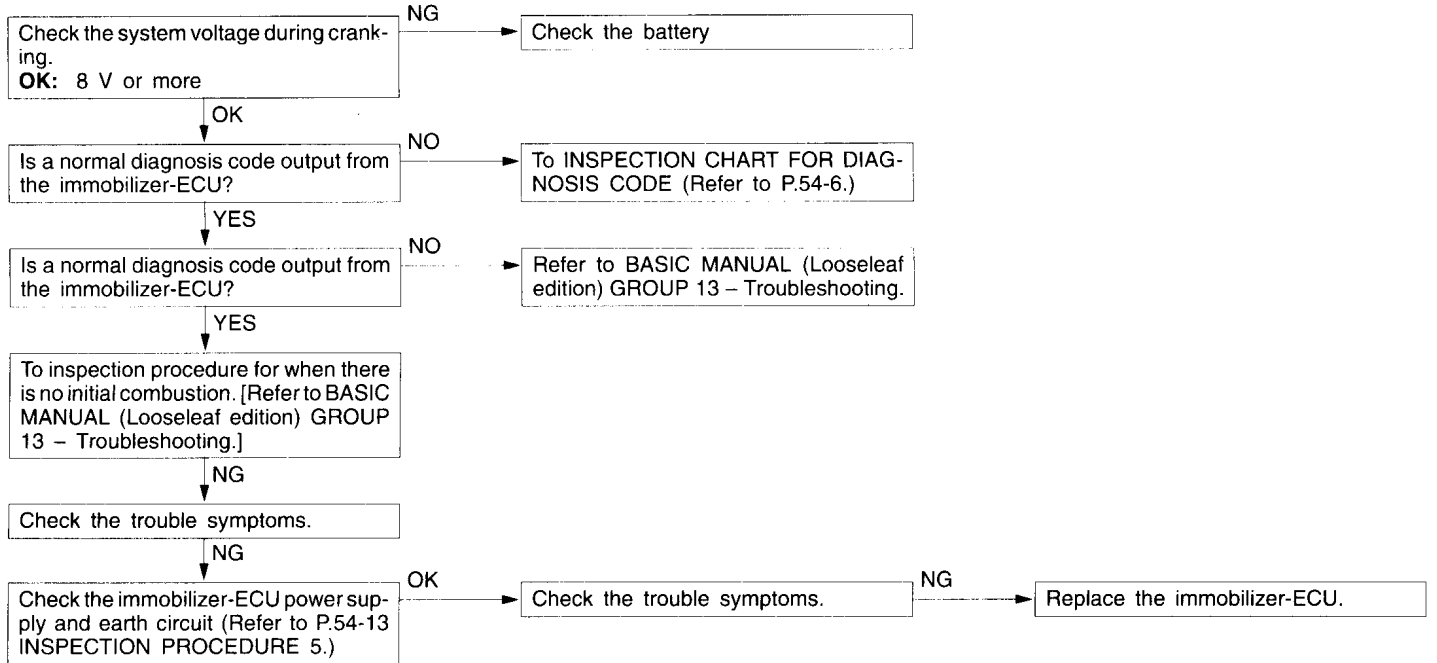 Check the system voltage during crank-
ing.
OK: 8 V or more
NG
Check the battery
OK
Is a normal diagnosis code output from
the immobilizer-ECU?
NO
To INSPECTION CHART FOR DIAG-
NOSIS CODE (Refer to P.54-6.)
YES
Is a normal diagnosis code output from
the immobilizer-ECU?
NO
Refer to BASIC MANUAL (Looseleaf
edition) GROUP 13 – Troubleshooting.
YES
To inspection procedure for when there
is no initial combustion. [Refer to BASIC
MANUAL (Looseleaf edition) GROUP
13 – Troubleshooting.]
NG
Check the trouble symptoms.
NG
Check the immobilizer-ECU power sup-
ply and earth circuit (Refer to P.54-13
INSPECTION PROCEDURE 5.)
OK
Check the trouble symptoms.
NG
Replace the immobilizer-ECU.